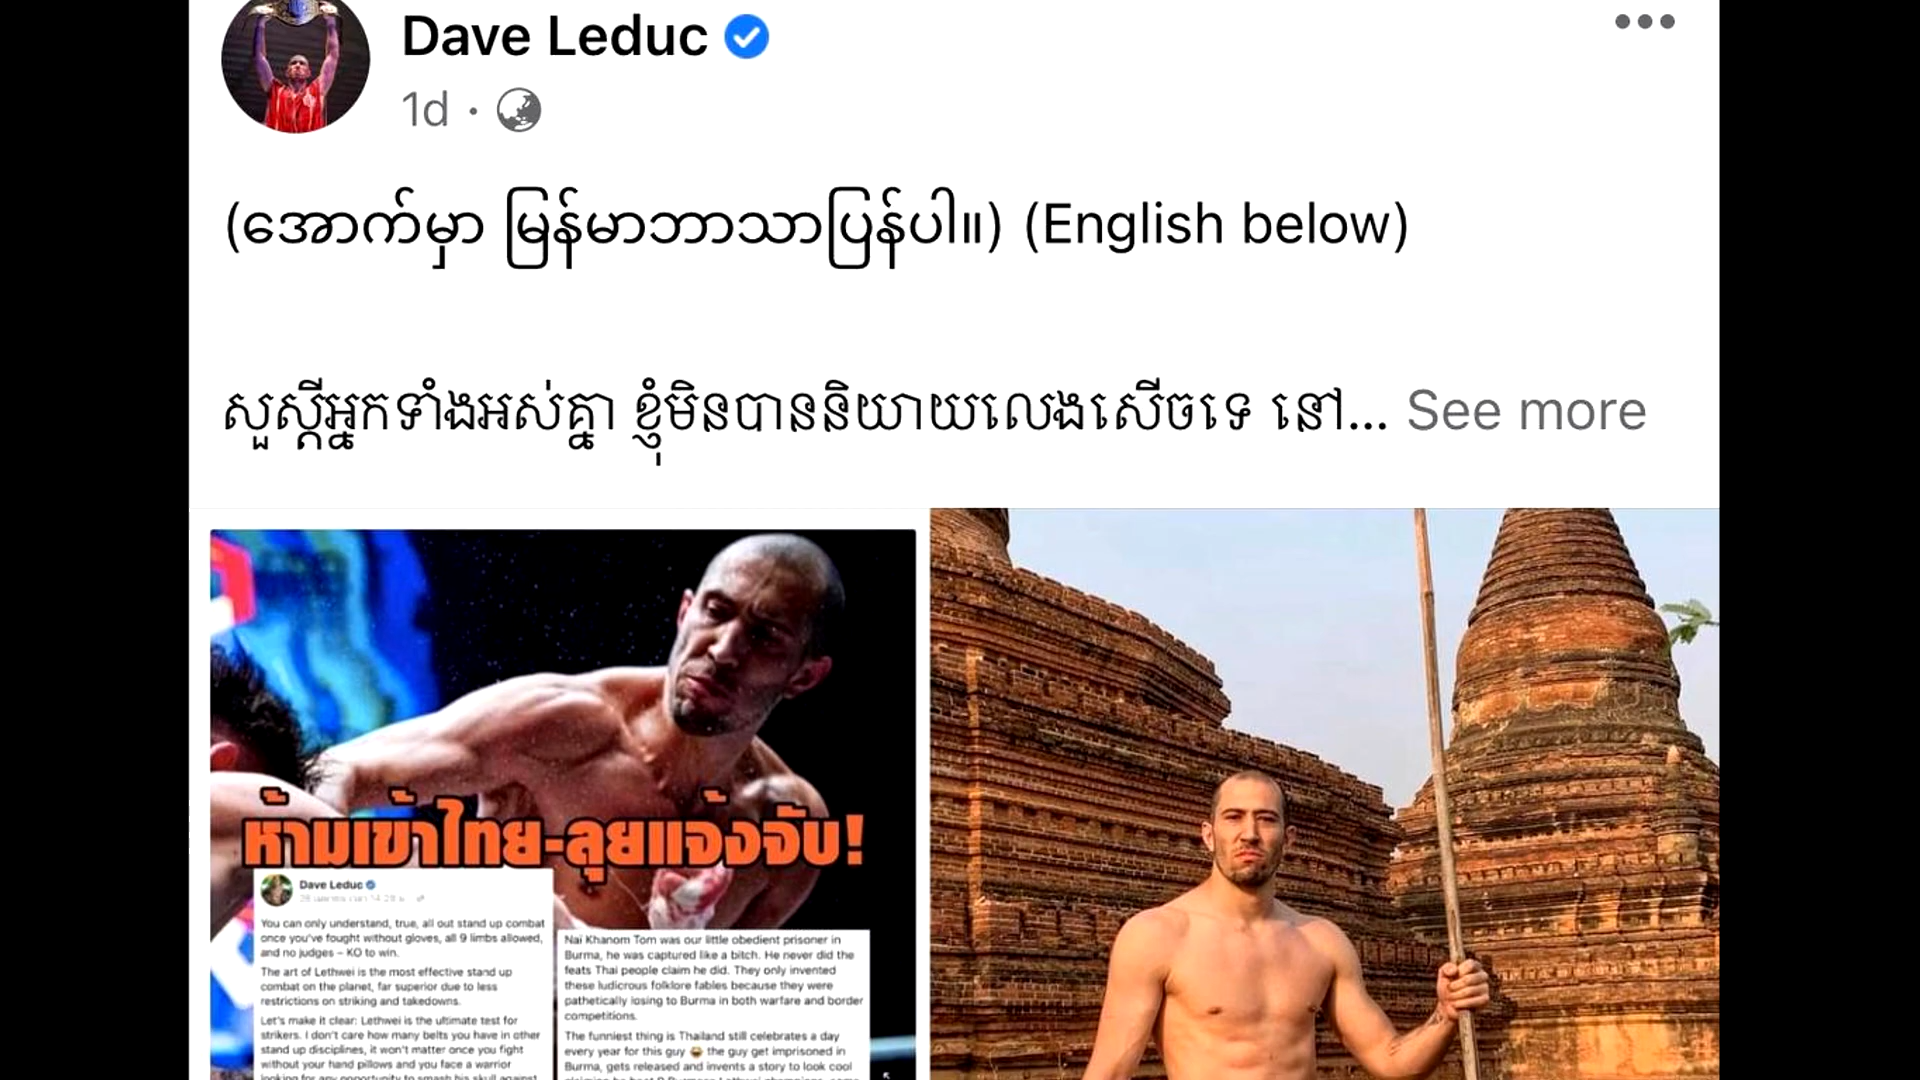 Dave Leduc
1d ·
(အောက်မှာ မြန်မာဘာသာပြန်ပါ။) (English below)
សួស្តីអ្នកទាំងអស់គ្នា ខ្ញុំមិនបាននិយាយលេងសើចទេ នៅ... See more
ห้ามเข้าไทย-ลุยแจ้งจับ!
Dave Leduc
You can only understand, true, all out stand up combat
once you've fought without gloves, all 9 limbs allowed,
and no judges – KO to win.
The art of Lethwei is the most effective stand up
combat on the planet, far superior due to less
restrictions on striking and takedowns.
Let's make it clear: Lethwei is the ultimate test for
strikers. I don't care how many belts you have in other
stand up disciplines, it won't matter once you fight
without your hand pillows and you face a warrior
looking for any opportunity to smash his skull against
Nai Khanom Tom was our little obedient prisoner in
Burma, he was captured like a bitch. He never did the
feats Thai people claim he did. They only invented
these ludicrous folklore fables because they were
pathetically losing to Burma in both warfare and border
competitions.
The funniest thing is Thailand still celebrates a day
every year for this guy 😂 the guy get imprisoned in
Burma, gets released and invents a story to look cool